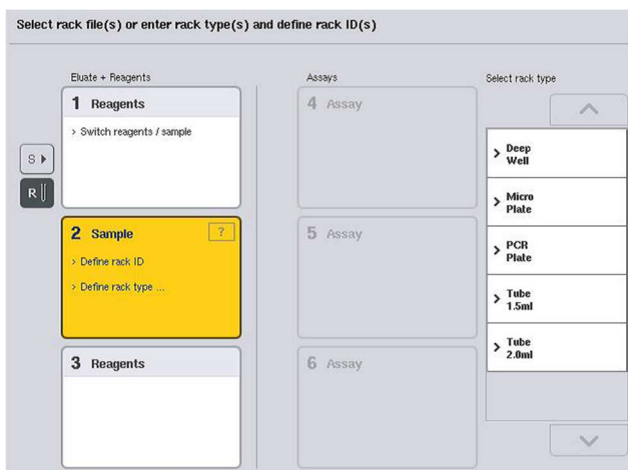 Select rack file(s) or enter rack type(s) and define rack ID(s)
Eluate + Reagents
Assays
Select rack type
1 Reagents
> Switch reagents / sample
S
R
2 Sample
?
> Define rack ID
> Define rack type ...
3 Reagents
4 Assay
5 Assay
6 Assay
> Deep
Well
> Micro
Plate
> PCR
Plate
> Tube
1.5ml
> Tube
2.0ml